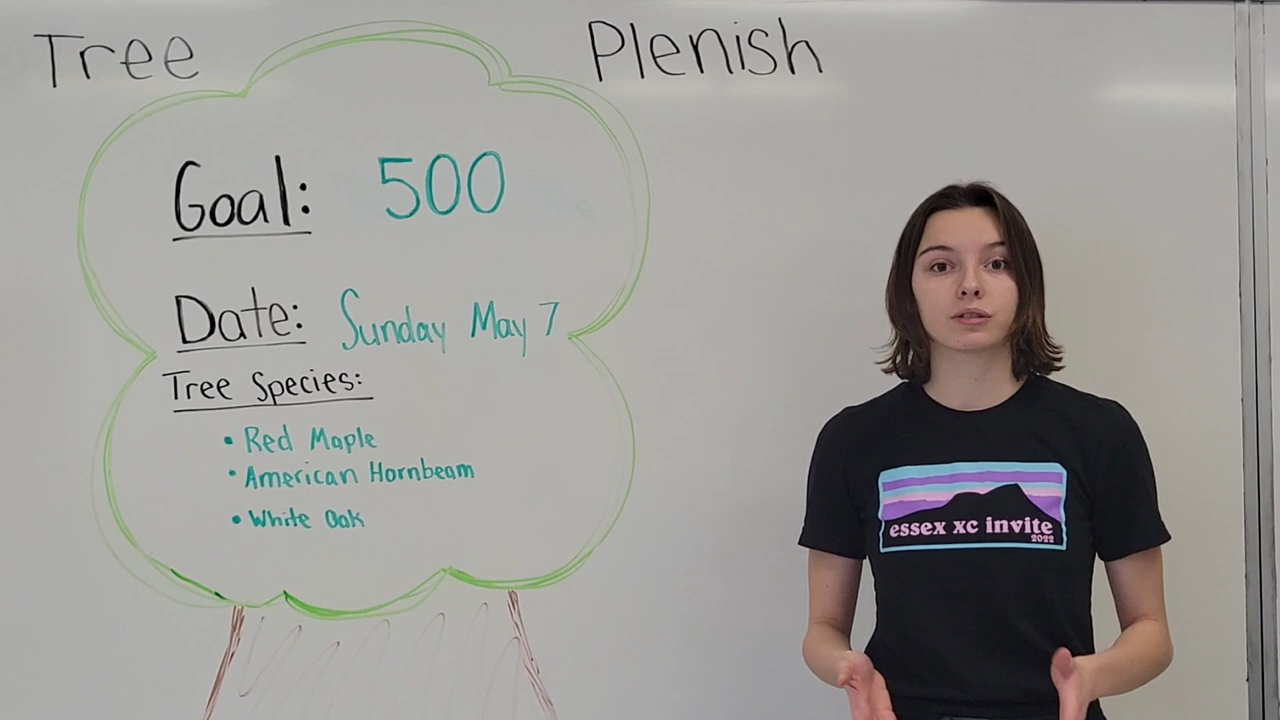 Tree Plenish
Goal: 500
Date: Sunday May 7
Tree Species:
• Red Maple
• American Hornbeam
• White Oak
essex xc invite
2022